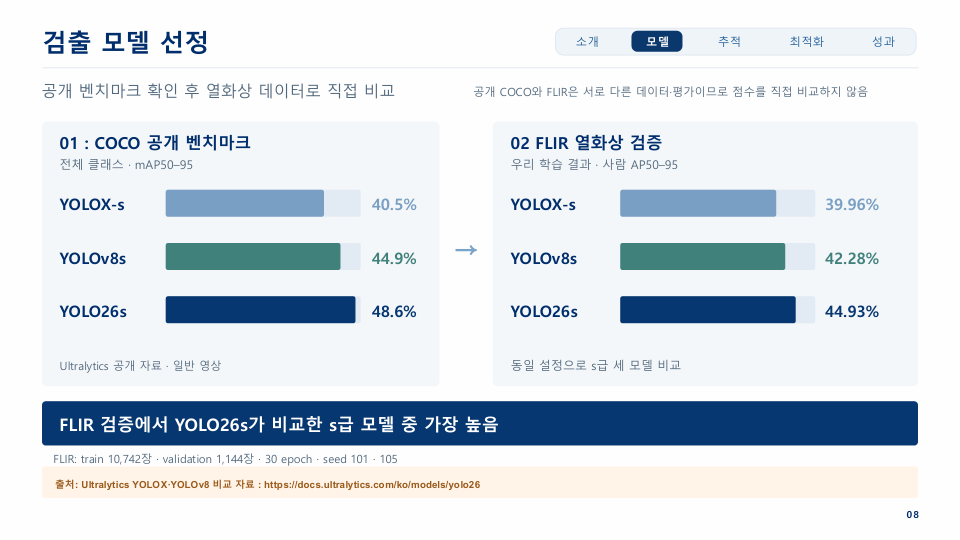 검출 모델 선정
소개 모델 추적 최적화 성과
공개 벤치마크 확인 후 열화상 데이터로 직접 비교
공개 COCO와 FLIR은 서로 다른 데이터·평가이므로 점수를 직접 비교하지 않음
01 : COCO 공개 벤치마크
전체 클래스 · mAP50–95
YOLOX-s 40.5%
YOLOv8s 44.9%
YOLO26s 48.6%
Ultralytics 공개 자료 · 일반 영상
→
02 FLIR 열화상 검증
우리 학습 결과 · 사람 AP50–95
YOLOX-s 39.96%
YOLOv8s 42.28%
YOLO26s 44.93%
동일 설정으로 s급 세 모델 비교
FLIR 검증에서 YOLO26s가 비교한 s급 모델 중 가장 높음
FLIR: train 10,742장 · validation 1,144장 · 30 epoch · seed 101 · 105
출처: Ultralytics YOLOX·YOLOv8 비교 자료 : https://docs.ultralytics.com/ko/models/yolo26
08